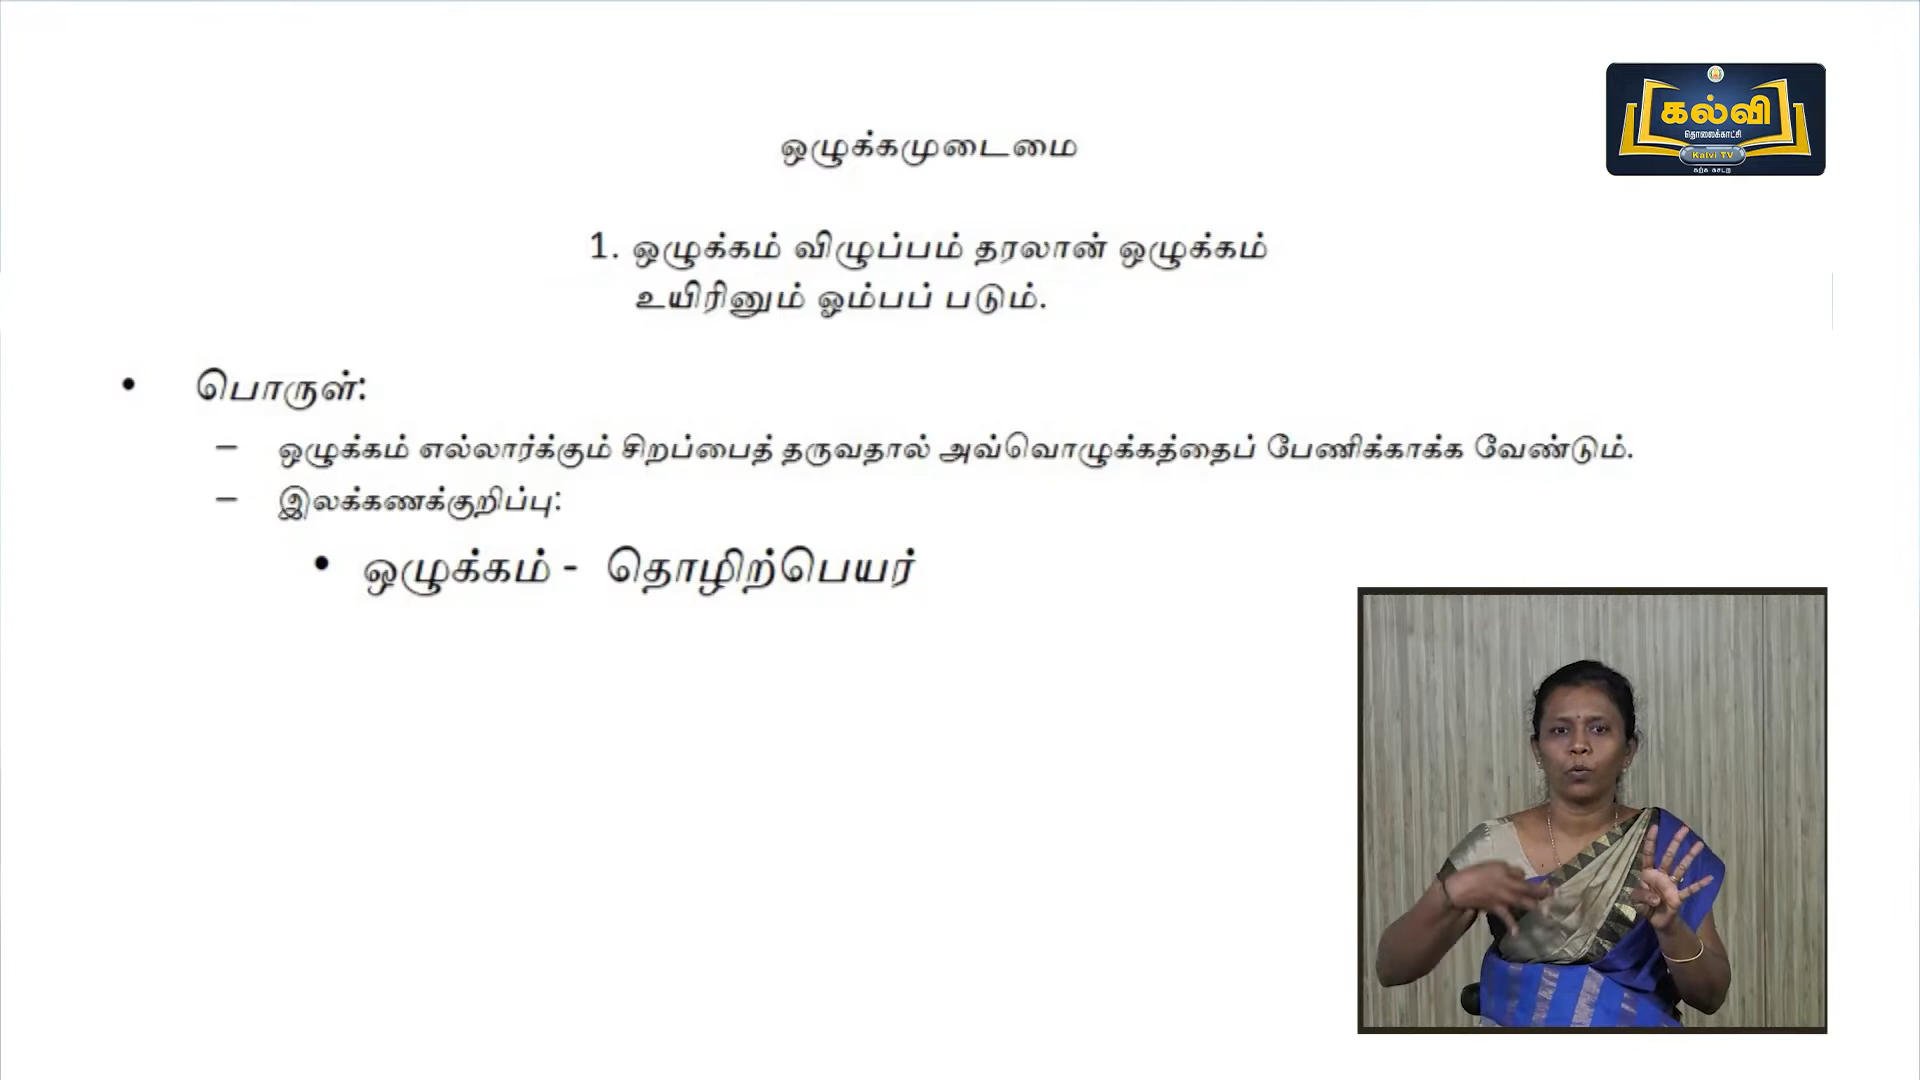 கல்வி
தொலைக்காட்சி
Kalvi TV
கற்க கசடற
ஒழுக்கமுடைமை
1. ஒழுக்கம் விழுப்பம் தரலான் ஒழுக்கம்
உயிரினும் ஓம்பப் படும்.
• பொருள்:
– ஒழுக்கம் எல்லார்க்கும் சிறப்பைத் தருவதால் அவ்வொழுக்கத்தைப் பேணிக்காக்க வேண்டும்.
– இலக்கணக்குறிப்பு:
• ஒழுக்கம் - தொழிற்பெயர்